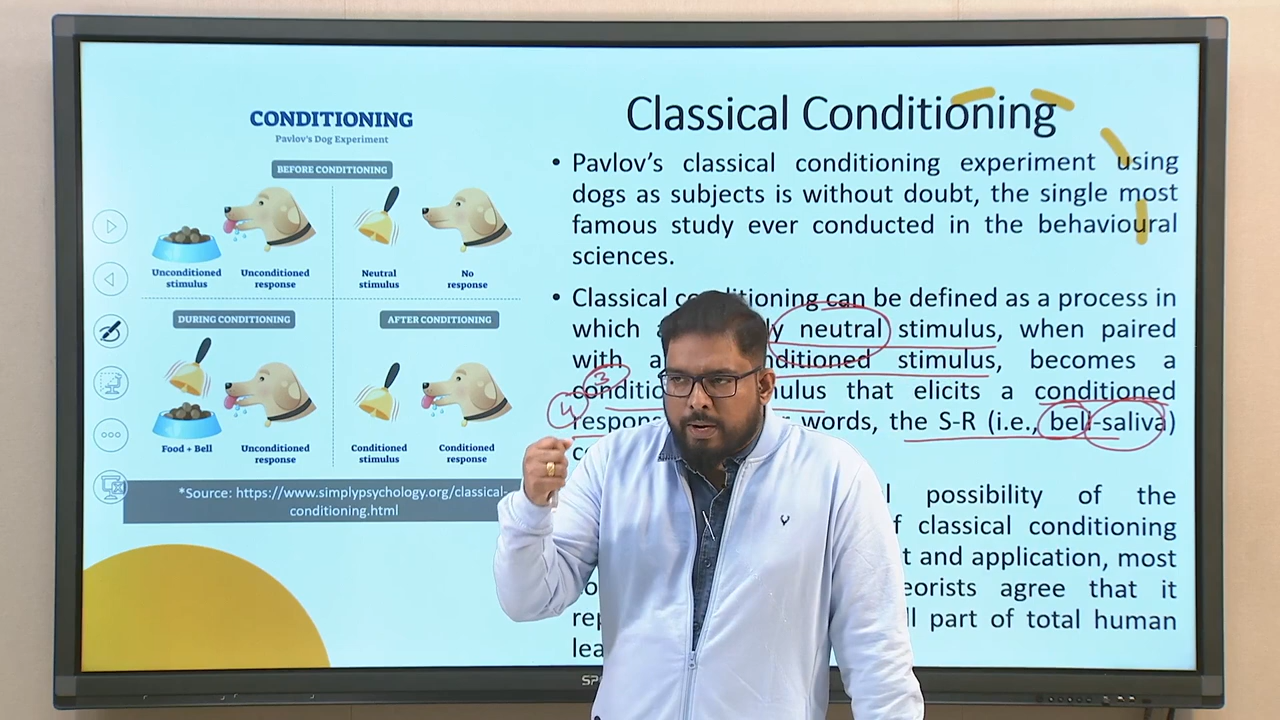 CONDITIONING
Pavlov's Dog Experiment
BEFORE CONDITIONING
Unconditioned stimulus
Unconditioned response
Neutral stimulus
No response
DURING CONDITIONING
AFTER CONDITIONING
Food + Bell
Unconditioned response
Conditioned stimulus
Conditioned response
*Source: https://www.simplypsychology.org/classical-
conditioning.html
Classical Conditioning
• Pavlov's classical conditioning experiment using
dogs as subjects is without doubt, the single most
famous study ever conducted in the behavioural
sciences.
• Classical conditioning can be defined as a process in
which a neutral stimulus, when paired
with stimulus, becomes a
that elicits a conditioned
words, the S-R (i.e., bell-saliva)
possibility of the
classical conditioning
and application, most
agree that it
part of total human
3
4